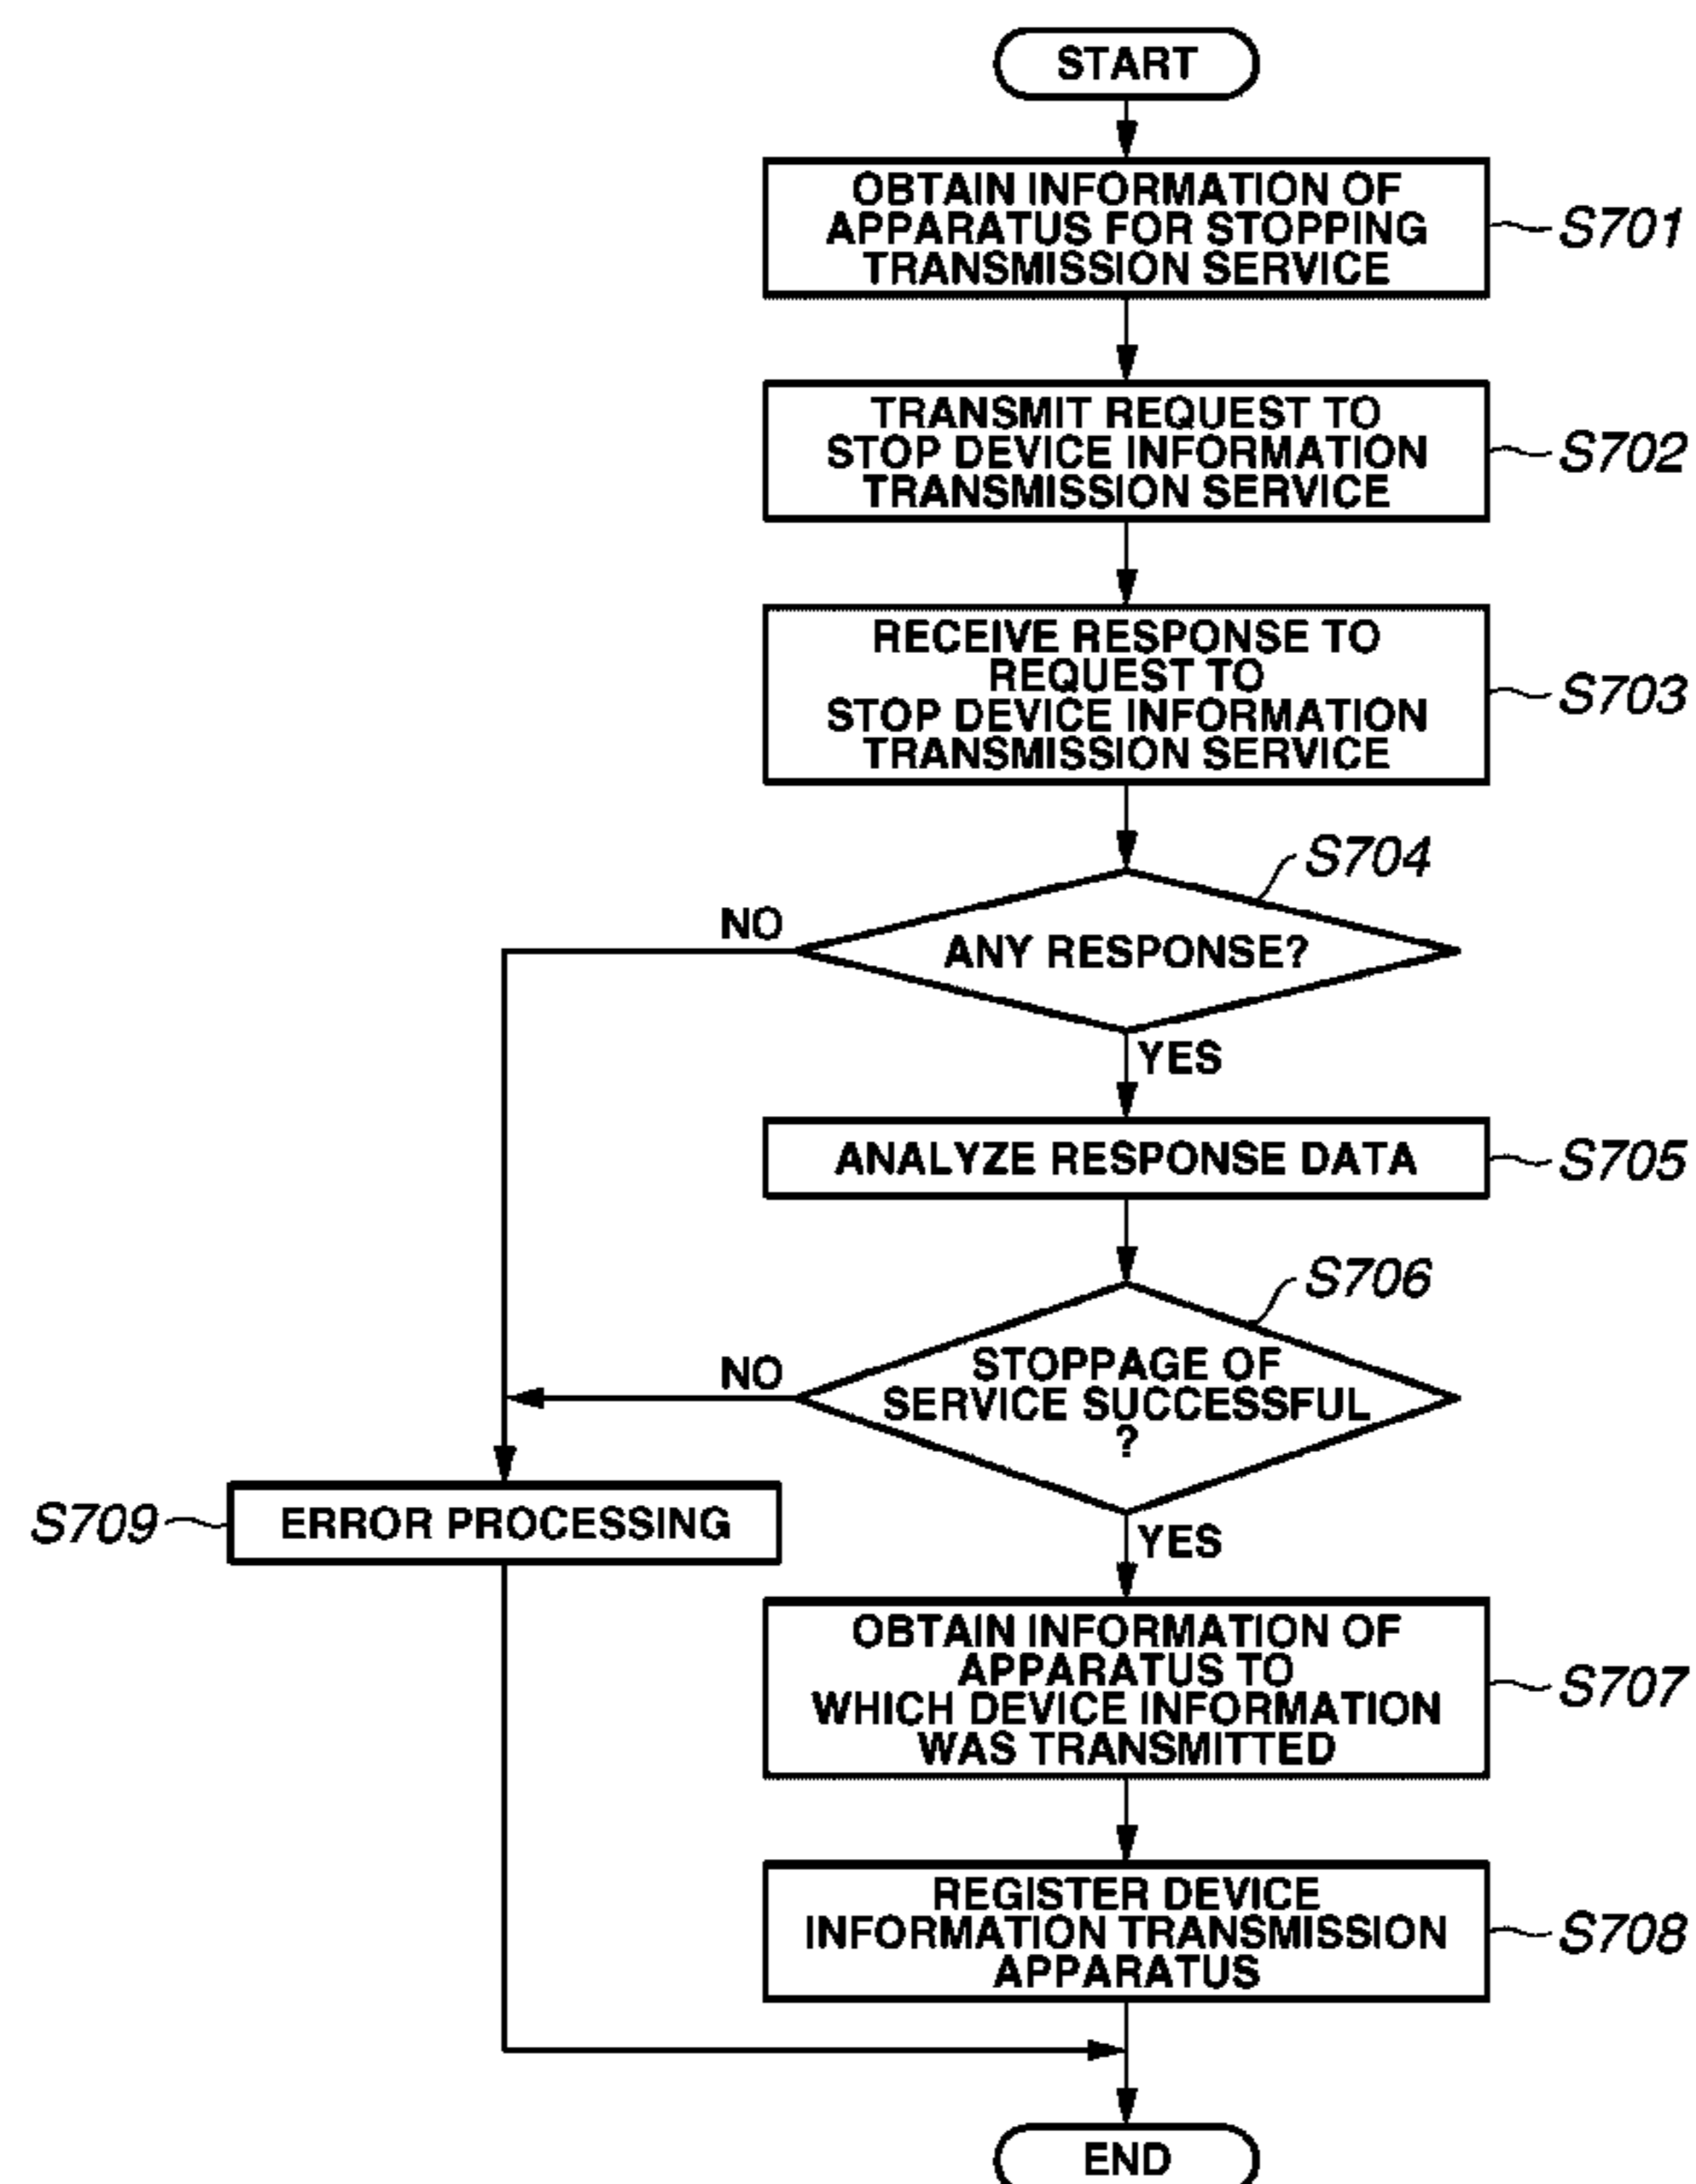 START
OBTAIN INFORMATION OF
APPARATUS FOR STOPPING
TRANSMISSION SERVICE
S701
TRANSMIT REQUEST TO
STOP DEVICE INFORMATION
TRANSMISSION SERVICE
S702
RECEIVE RESPONSE TO
REQUEST TO
STOP DEVICE INFORMATION
TRANSMISSION SERVICE
S703
S704
NO
ANY RESPONSE?
YES
ANALYZE RESPONSE DATA
S705
S706
NO
STOPPAGE OF
SERVICE SUCCESSFUL
?
S709
ERROR PROCESSING
YES
OBTAIN INFORMATION OF
APPARATUS TO
WHICH DEVICE INFORMATION
WAS TRANSMITTED
S707
REGISTER DEVICE
INFORMATION TRANSMISSION
APPARATUS
S708
END